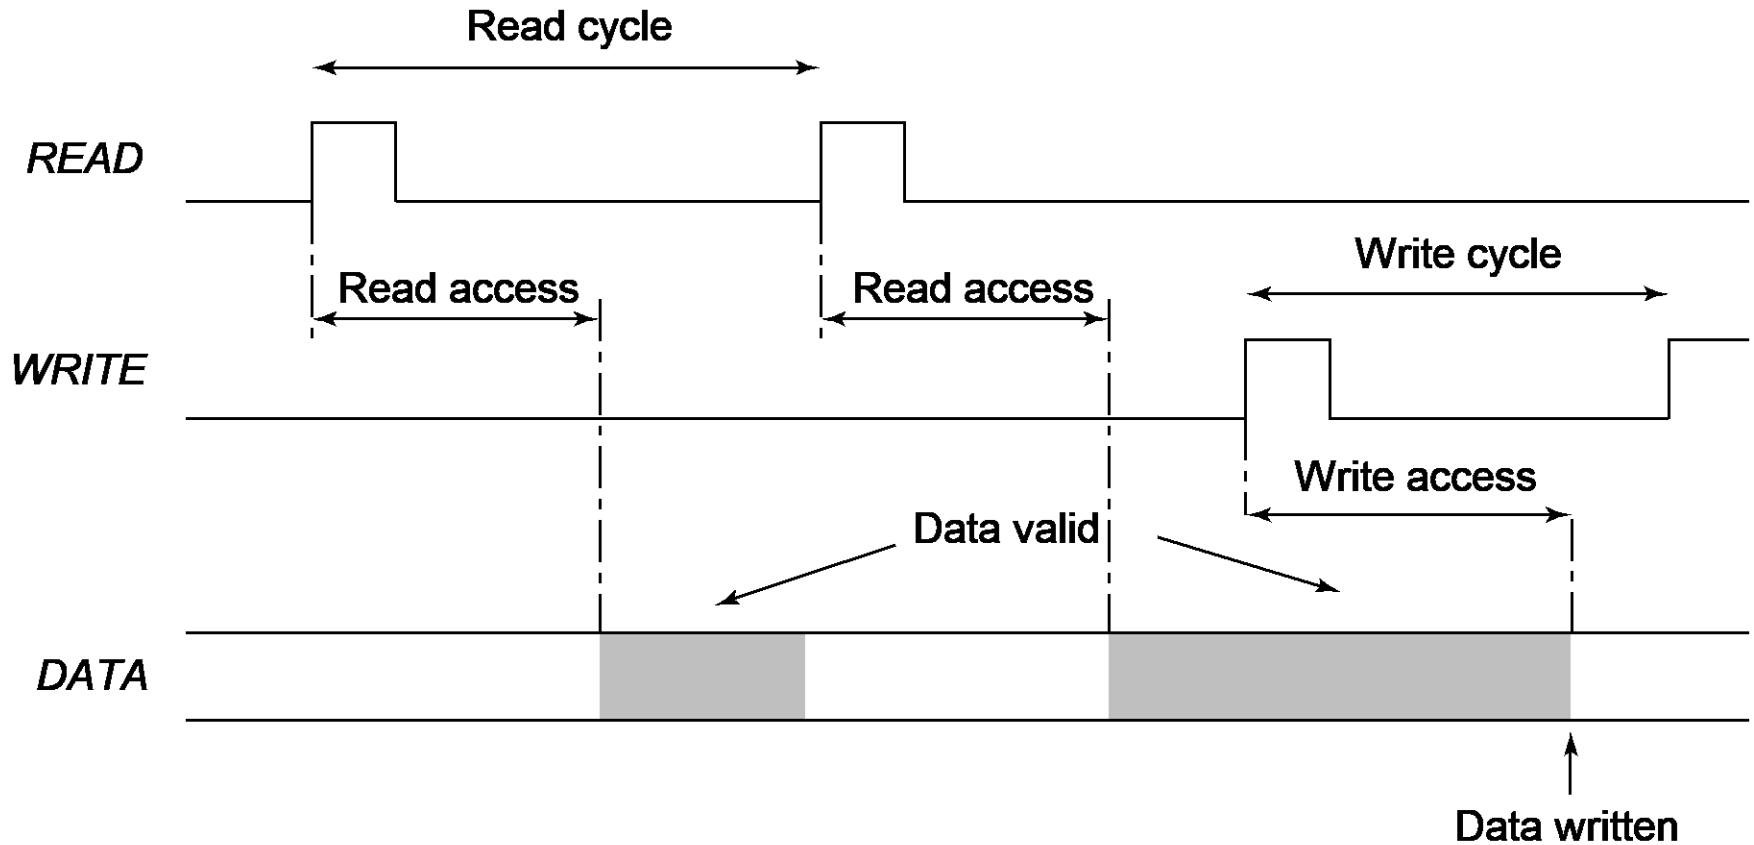 Read cycle
READ
Write cycle
Read access
Read access
WRITE
Write access
Data valid
DATA
Data written